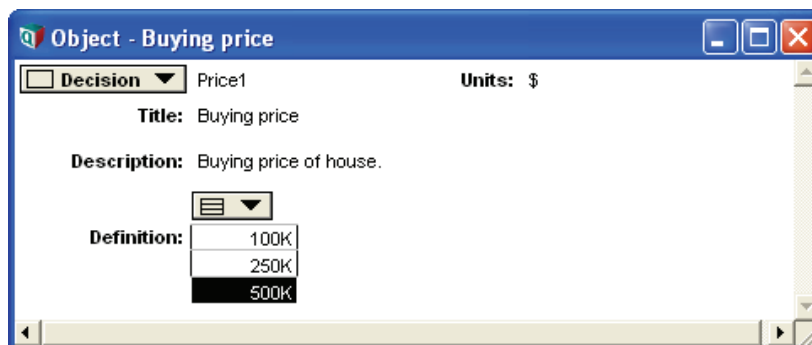 Object - Buying price
Decision Price1 Units: $
Title: Buying price
Description: Buying price of house.
Definition: 100K
250K
500K